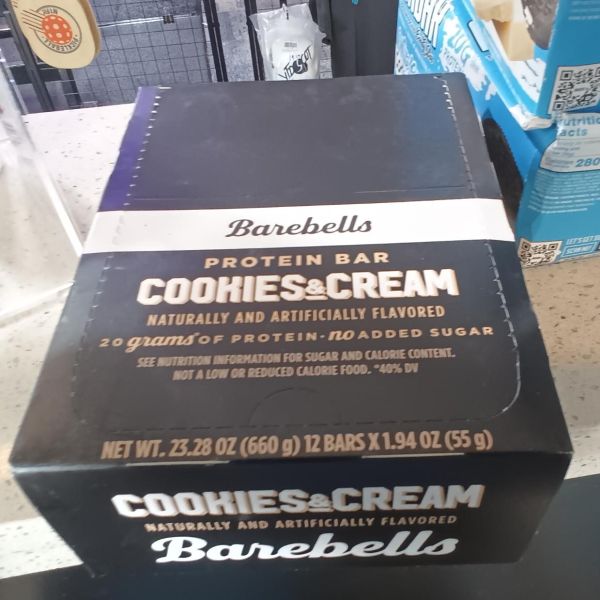 Barebells
PROTEIN BAR
COOKIES&CREAM
NATURALLY AND ARTIFICIALLY FLAVORED
20 grams OF PROTEIN - no ADDED SUGAR
SEE NUTRITION INFORMATION FOR SUGAR AND CALORIE CONTENT.
NOT A LOW OR REDUCED CALORIE FOOD. *40% DV
NET WT. 23.28 OZ (660 g) 12 BARS X 1.94 OZ (55 g)
COOKIES&CREAM
NATURALLY AND ARTIFICIALLY FLAVORED
Barebells
280